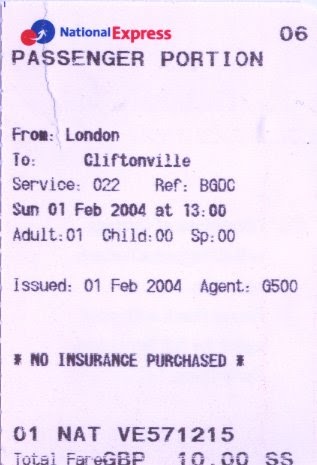 National Express 06
PASSENGER PORTION
From: London
To: Cliftonville
Service: 022 Ref: BGDC
Sun 01 Feb 2004 at 13:00
Adult:01 Child:00 Sp:00
Issued: 01 Feb 2004 Agent: G500
* NO INSURANCE PURCHASED *
01 NAT VE571215
Total FareGBP 10.00 SS